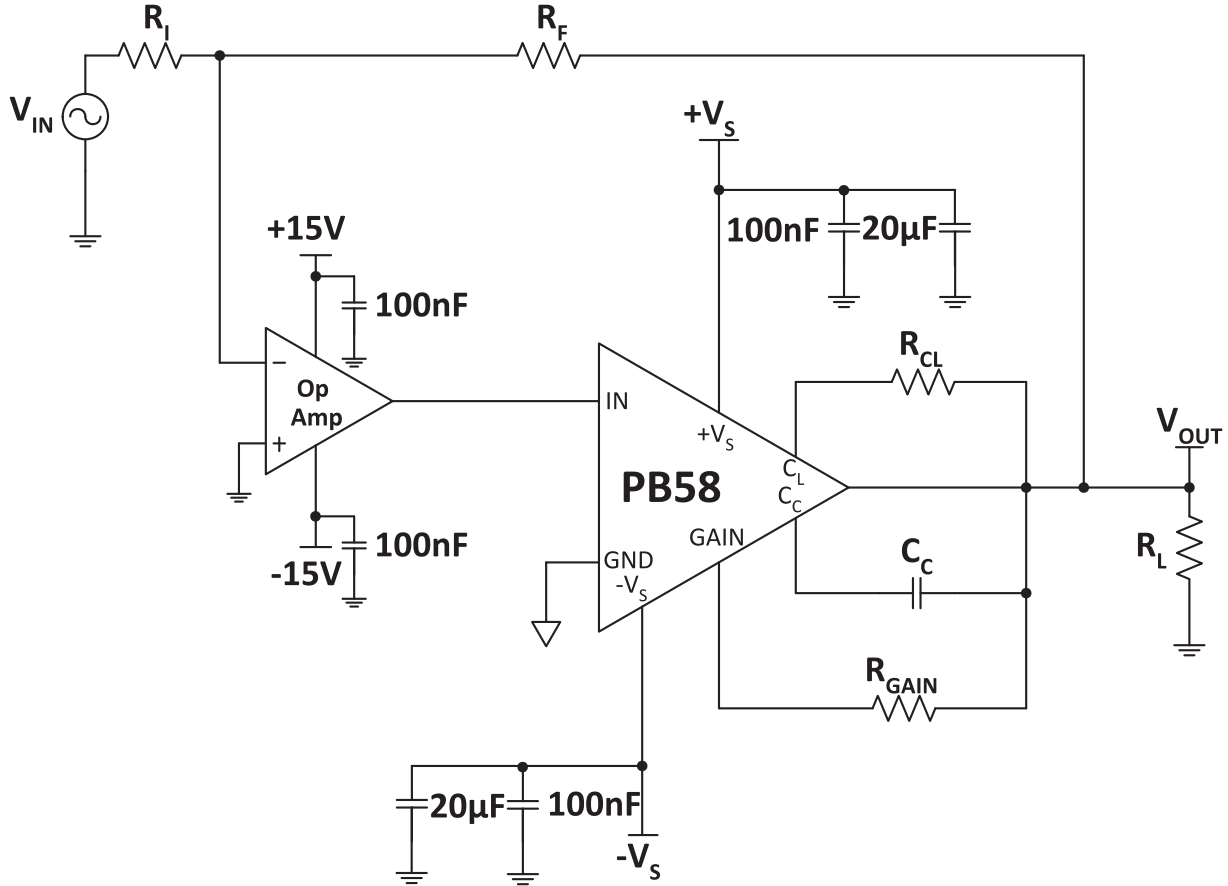 R_I
R_F
V_IN
+V_S
100nF
20μF
+15V
100nF
R_CL
−
Op
Amp
+
IN
+V_S
V_OUT
C_L
PB58
C_C
GAIN
100nF
-15V
GND
-V_S
C_C
R_L
R_GAIN
20μF
100nF
-V_S